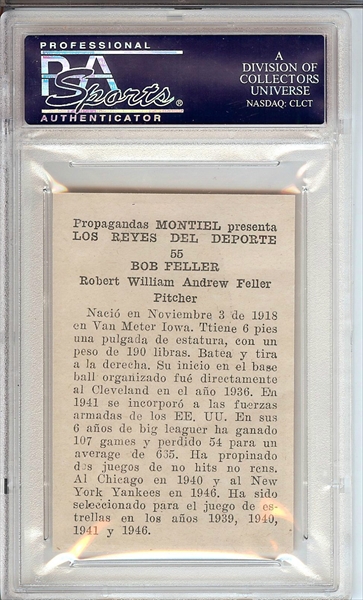 PROFESSIONAL
PSA
Sports®
AUTHENTICATOR
A
DIVISION OF
COLLECTORS
UNIVERSE
NASDAQ: CLCT
Propagandas MONTIEL presenta
LOS REYES DEL DEPORTE
55
BOB FELLER
Robert William Andrew Feller
Pitcher
Nació en Noviembre 3 de 1918
en Van Meter Iowa. Ttiene 6 pies
una pulgada de estatura, con un
peso de 190 libras. Batea y tira
a la derecha. Su inicio en el base
ball organizado fué directamente
al Cleveland en el año 1936. En
1941 se incorporó a las fuerzas
armadas de los EE. UU. En sus
6 años de big leaguer ha ganado
107 games y perdido 54 para un
average de 665. Ha propinado
dos juegos de no hits no rens.
Al Chicago en 1940 y al New
York Yankees en 1946. Ha sido
seleccionado para el juego de es-
trellas en los años 1939, 1940,
1941 y 1946.